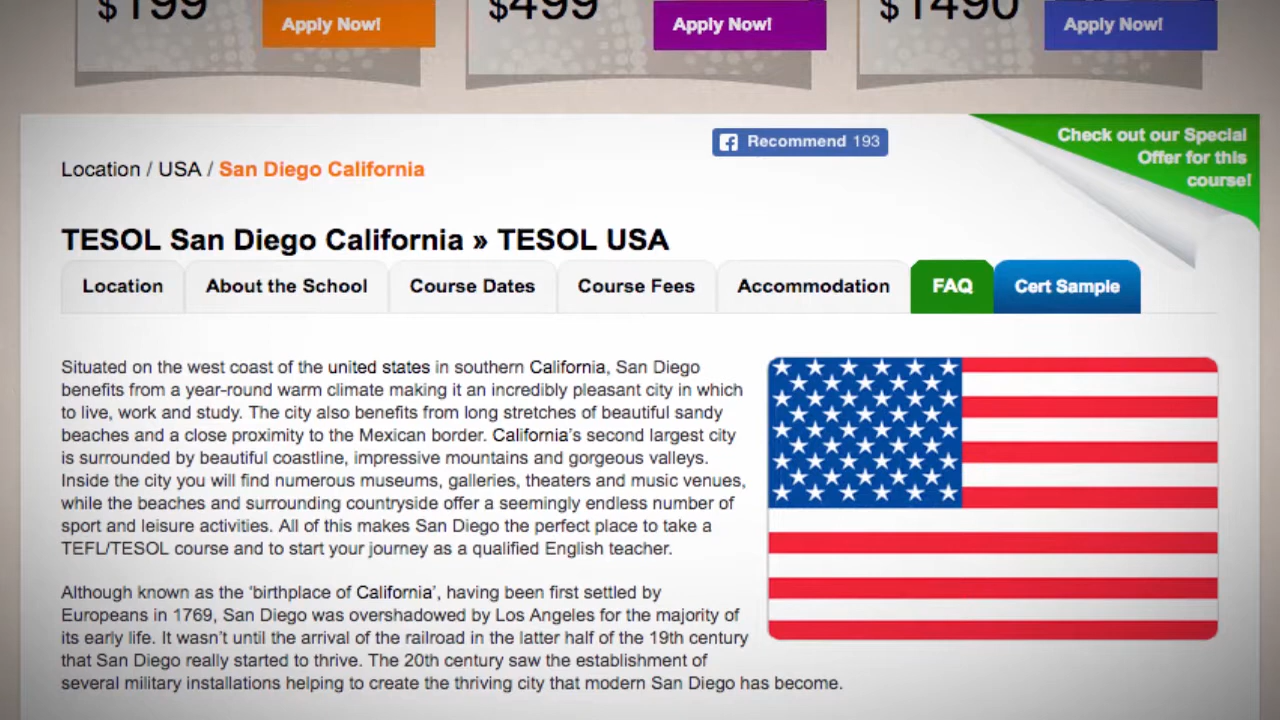 $199
$499
$1490
Apply Now!
Apply Now!
Apply Now!
Check out our Special
Offer for this
course!
Recommend 193
Location / USA / San Diego California
TESOL San Diego California » TESOL USA
Location
About the School
Course Dates
Course Fees
Accommodation
FAQ
Cert Sample
Situated on the west coast of the united states in southern California, San Diego
benefits from a year-round warm climate making it an incredibly pleasant city in which
to live, work and study. The city also benefits from long stretches of beautiful sandy
beaches and a close proximity to the Mexican border. California's second largest city
is surrounded by beautiful coastline, impressive mountains and gorgeous valleys.
Inside the city you will find numerous museums, galleries, theaters and music venues,
while the beaches and surrounding countryside offer a seemingly endless number of
sport and leisure activities. All of this makes San Diego the perfect place to take a
TEFL/TESOL course and to start your journey as a qualified English teacher.
Although known as the 'birthplace of California', having been first settled by
Europeans in 1769, San Diego was overshadowed by Los Angeles for the majority of
its early life. It wasn't until the arrival of the railroad in the latter half of the 19th century
that San Diego really started to thrive. The 20th century saw the establishment of
several military installations helping to create the thriving city that modern San Diego has become.